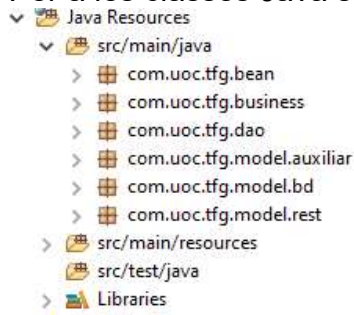 Java Resources
src/main/java
com.uoc.tfg.bean
com.uoc.tfg.business
com.uoc.tfg.dao
com.uoc.tfg.model.auxiliar
com.uoc.tfg.model.bd
com.uoc.tfg.model.rest
src/main/resources
src/test/java
Libraries